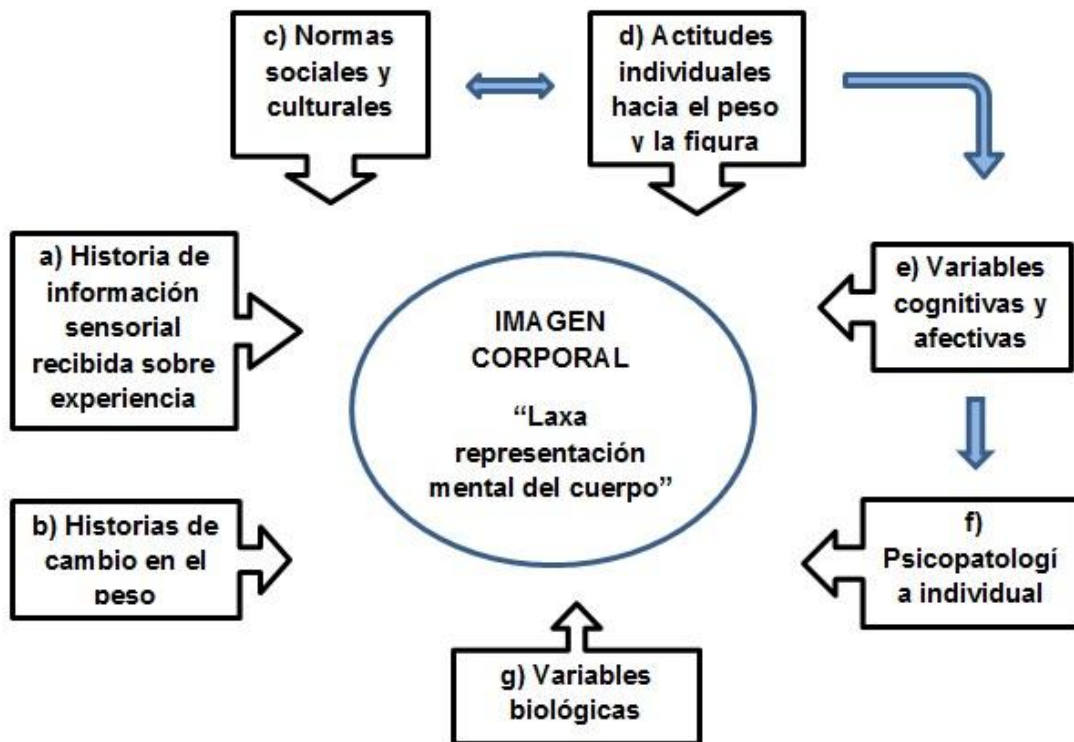 c) Normas
sociales y
culturales
d) Actitudes
individuales
hacia el peso
y la figura
a) Historia de
información
sensorial
recibida sobre
experiencia
IMAGEN
CORPORAL
“Laxa
representación
mental del cuerpo”
e) Variables
cognitivas y
afectivas
b) Historias de
cambio en el
peso
f)
Psicopatologí
a individual
g) Variables
biológicas